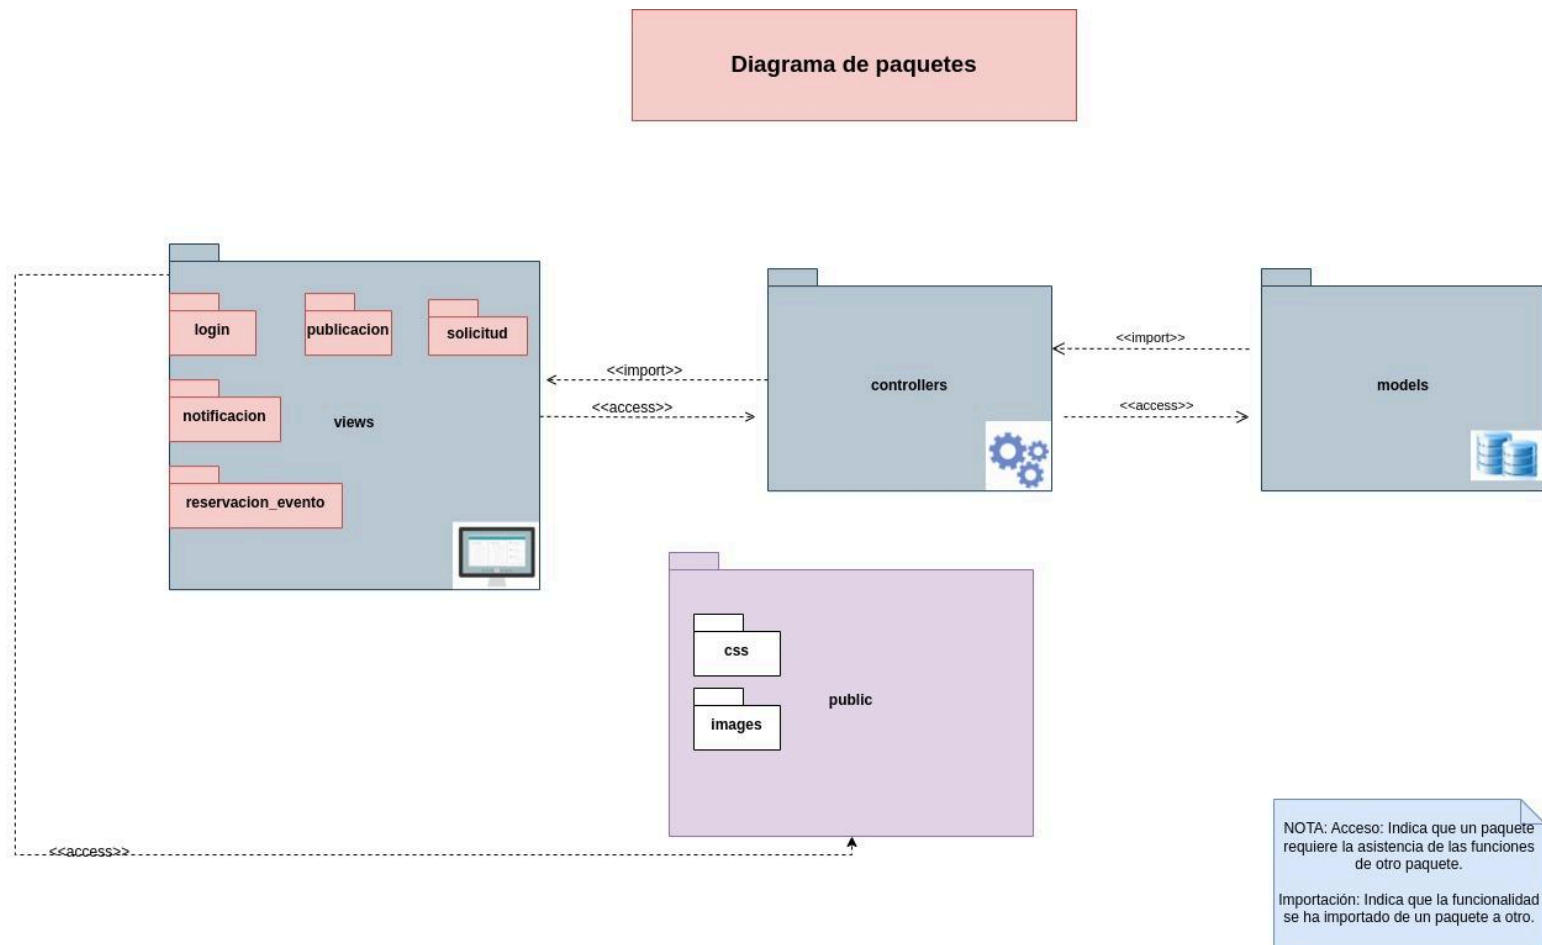 Diagrama de paquetes
login
publicacion
solicitud
notificacion
views
reservacion_evento
<<import>>
<<access>>
controllers
<<import>>
<<access>>
models
css
images
public
<<access>>
NOTA: Acceso: Indica que un paquete
requiere la asistencia de las funciones
de otro paquete.
Importación: Indica que la funcionalidad
se ha importado de un paquete a otro.